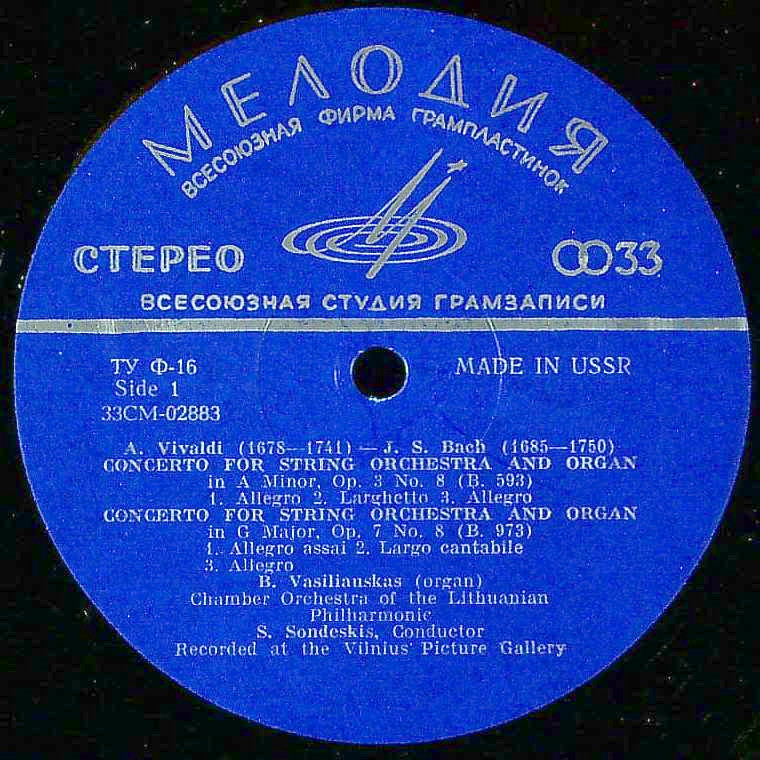 МЕЛОДИЯ
ВСЕСОЮЗНАЯ ФИРМА ГРАМПЛАСТИНОК
СТЕРЕО
33
ВСЕСОЮЗНАЯ СТУДИЯ ГРАМЗАПИСИ
ТУ Ф-16
MADE IN USSR
Side 1
33СМ-02883
A. Vivaldi (1678—1741) — J. S. Bach (1685—1750)
CONCERTO FOR STRING ORCHESTRA AND ORGAN
in A Minor, Op. 3 No. 8 (B. 593)
1. Allegro 2. Larghetto 3. Allegro
CONCERTO FOR STRING ORCHESTRA AND ORGAN
in G Major, Op. 7 No. 8 (B. 973)
1. Allegro assai 2. Largo cantabile
3. Allegro
B. Vasiliauskas (organ)
Chamber Orchestra of the Lithuanian
Philharmonic
S. Sondeskis, Conductor
Recorded at the Vilnius Picture Gallery